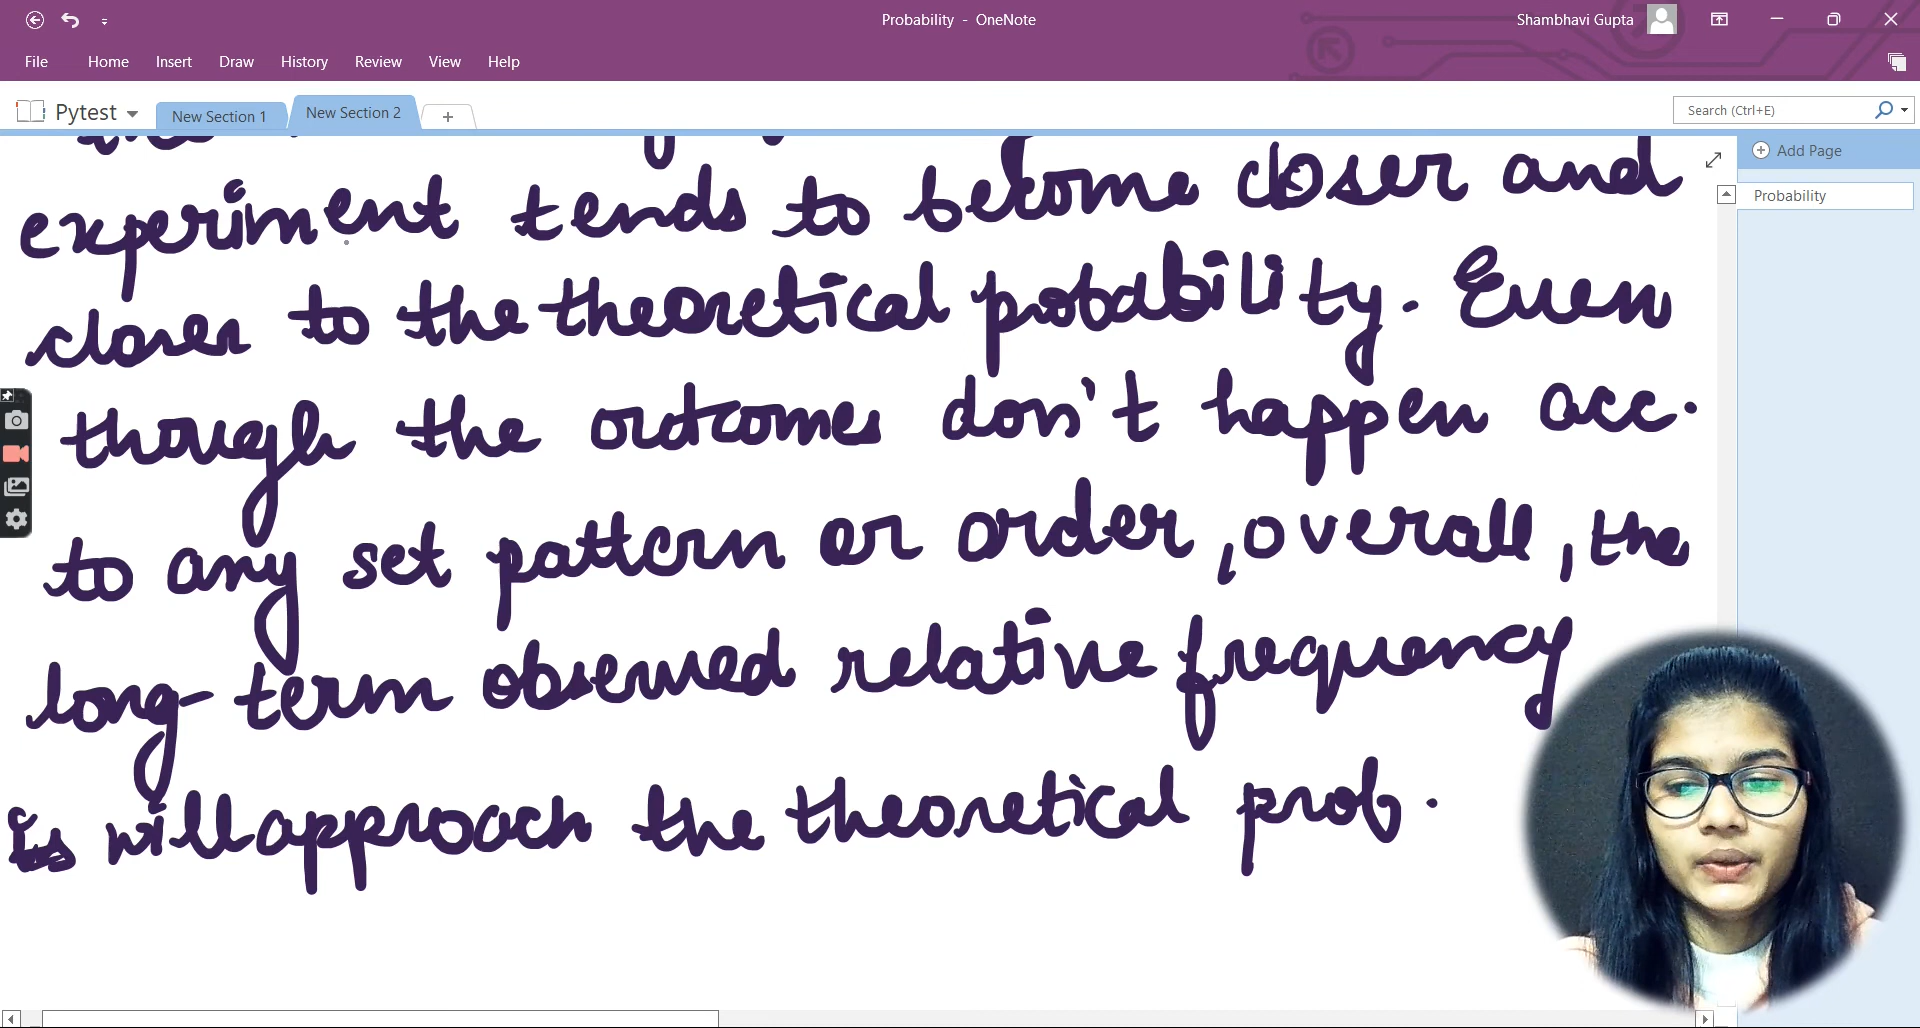 Probability - OneNote
Shambhavi Gupta
File Home Insert Draw History Review View Help
Pytest New Section 1 New Section 2 +
Search (Ctrl+E)
Add Page
Probability
experiment tends to become closer and
closer to the theoretical probability. Even
though the outcomes don't happen acc.
to any set pattern or order, overall, the
long-term observed relative frequency
will approach the theoretical prob.